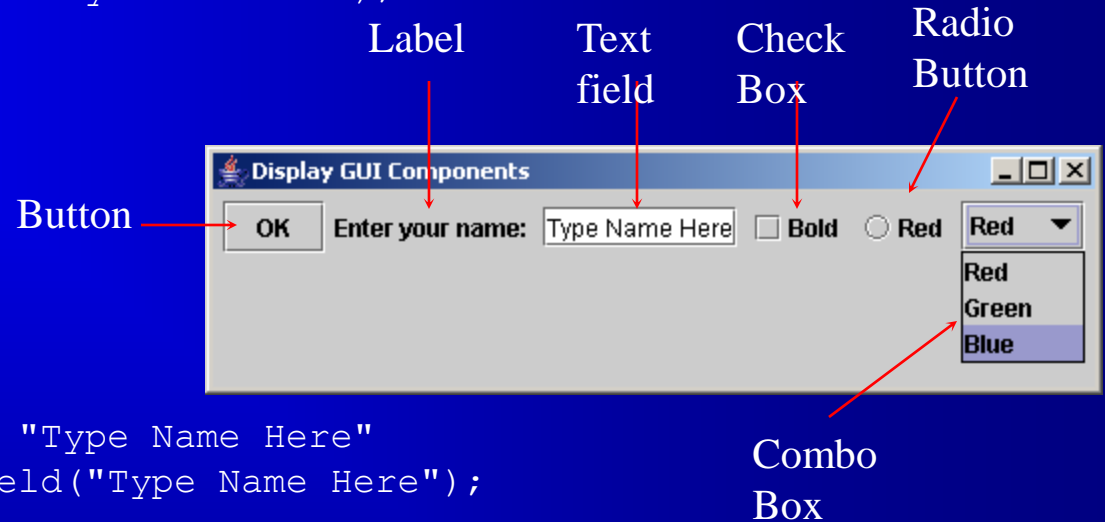 Label
Text
field
Check
Box
Radio
Button
Display GUI Components
Button
OK Enter your name: Type Name Here Bold Red Red
Red
Green
Blue
"Type Name Here"
eld("Type Name Here");
Combo
Box